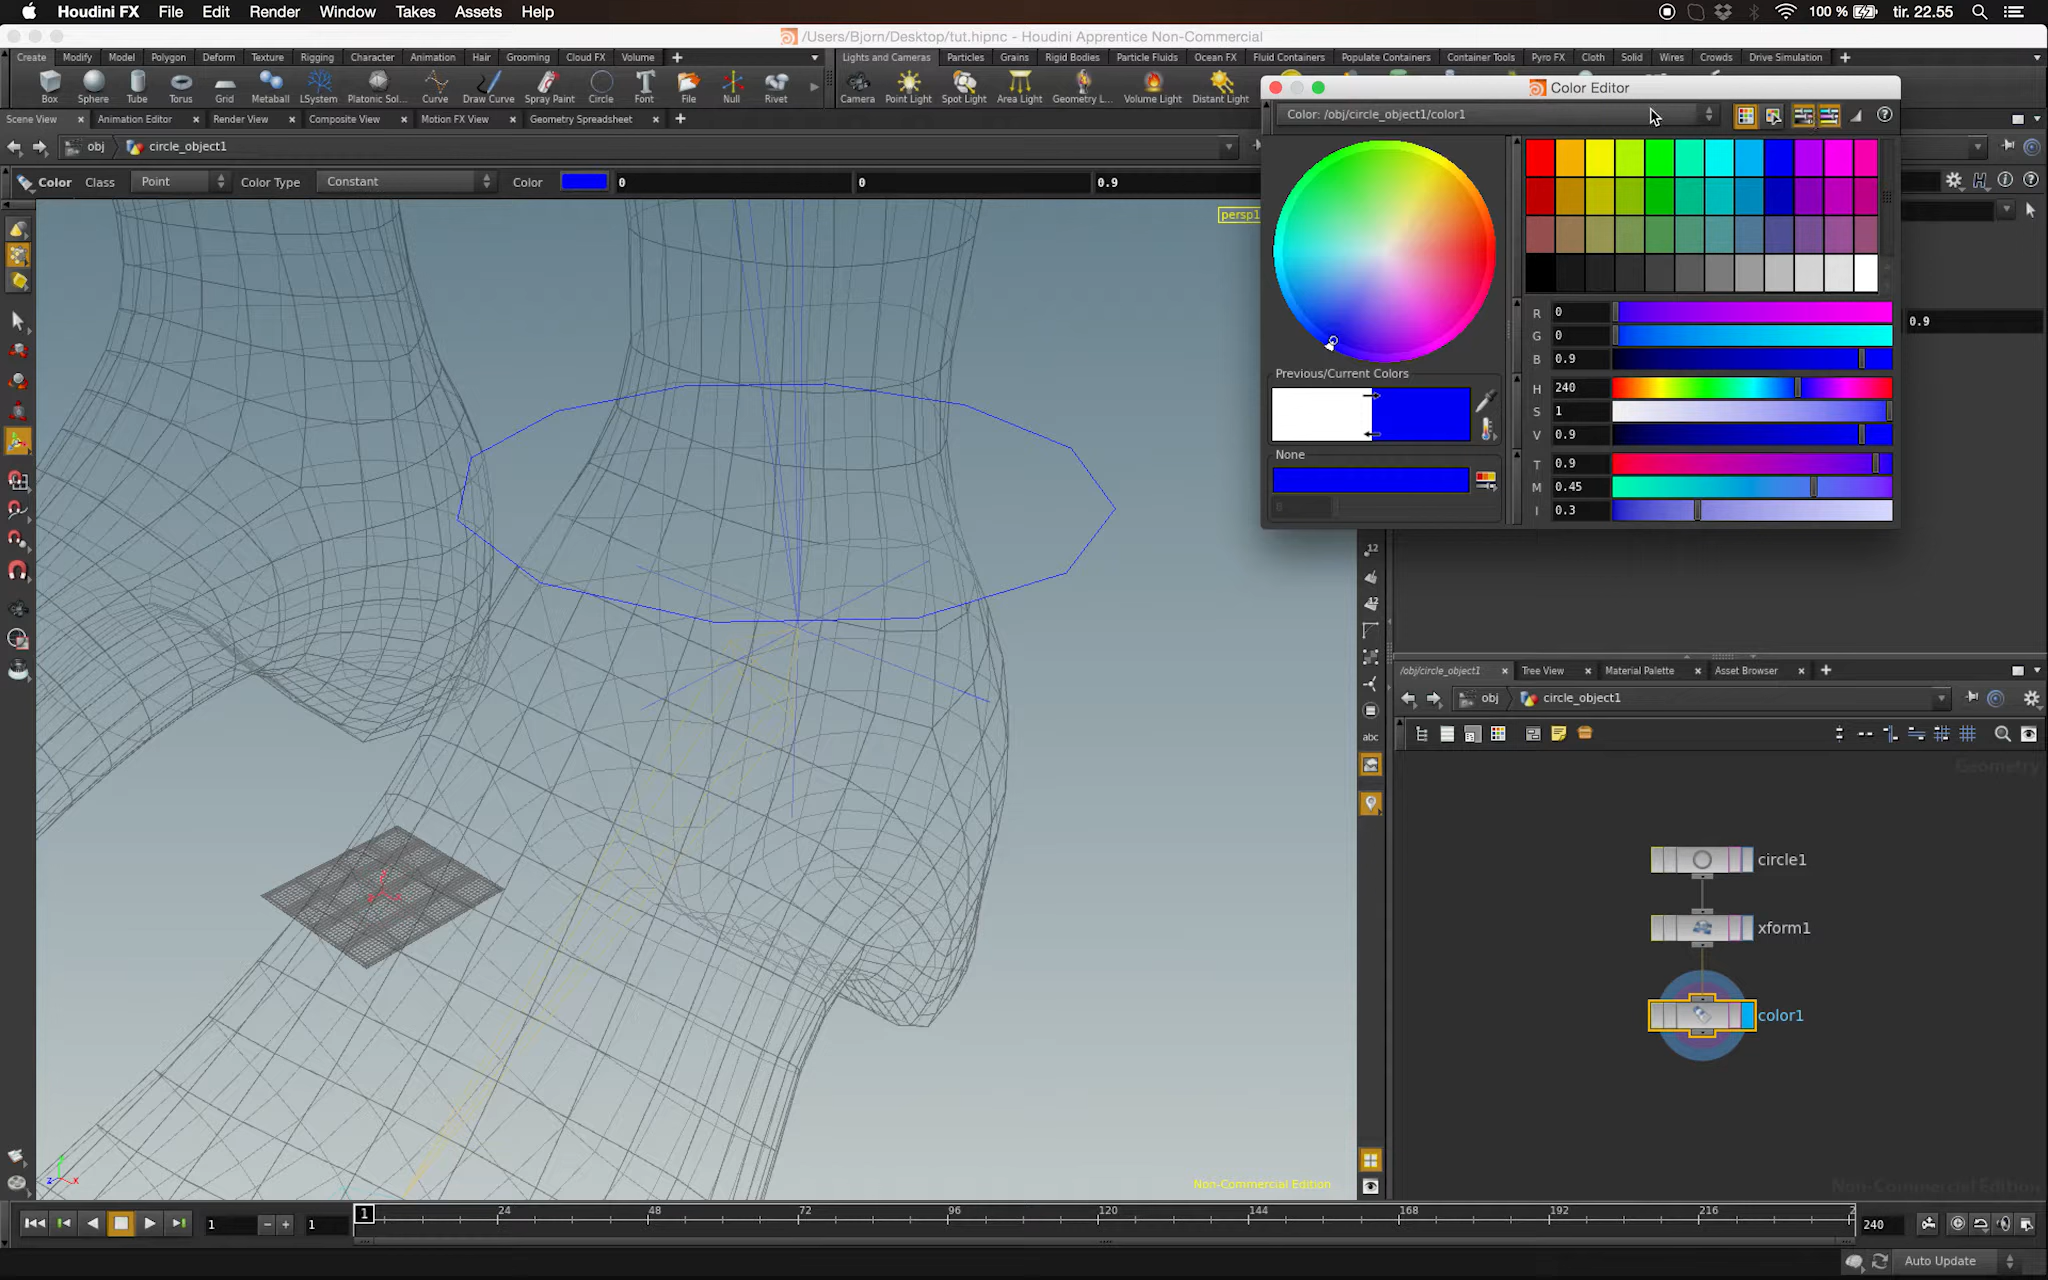 Houdini FX File Edit Render Window Takes Assets Help 100 % tir. 22.55
/Users/Bjorn/Desktop/tut.hipnc - Houdini Apprentice Non-Commercial
Create Modify Model Polygon Deform Texture Rigging Character Animation Hair Grooming Cloud FX Volume
Lights and Cameras Particles Grains Rigid Bodies Particle Fluids Ocean FX Fluid Containers Populate Containers Container Tools Pyro FX Cloth Solid Wires Crowds Drive Simulation
Box Sphere Tube Torus Grid Metaball LSystem Platonic Sol... Curve Draw Curve Spray Paint Circle Font File Null Rivet
Camera Point Light Spot Light Area Light Geometry L... Volume Light Distant Light
Scene View Animation Editor Render View Composite View Motion FX View Geometry Spreadsheet
obj circle_object1
Color Class Point Color Type Constant Color 0 0 0.9
persp1
Color Editor
Color: /obj/circle_object1/color1
R 0
G 0
B 0.9
H 240
S 1
V 0.9
T 0.9
M 0.45
I 0.3
Previous/Current Colors
None
0
0.9
12
12
abc
/obj/circle_object1 Tree View Material Palette Asset Browser
obj circle_object1
Geometry
circle1
xform1
color1
Non-Commercial Edition
Non-Commercial Edition
z y x
1 1 1 24 48 72 96 120 144 168 192 216 2 240
Auto Update